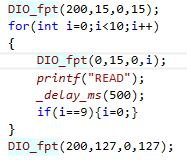 DIO_fpt(200,15,0,15);
for(int i=0;i<10;i++)
{
DIO_fpt(0,15,0,i);
printf("READ");
_delay_ms(500);
if(i==9){i=0;}
}
DIO_fpt(200,127,0,127);